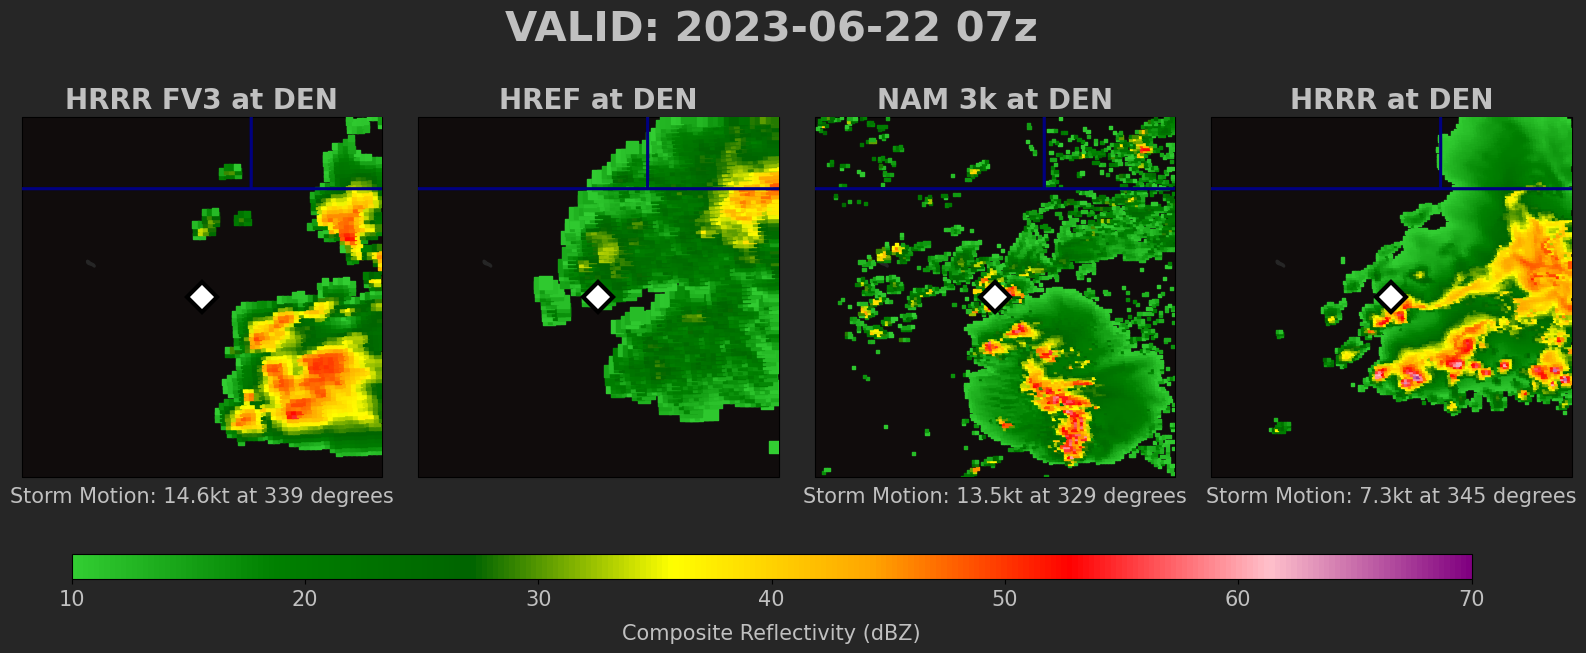 VALID: 2023-06-22 07z
HRRR FV3 at DEN
HREF at DEN
NAM 3k at DEN
HRRR at DEN
Storm Motion: 14.6kt at 339 degrees
Storm Motion: 13.5kt at 329 degrees
Storm Motion: 7.3kt at 345 degrees
10 20 30 40 50 60 70
Composite Reflectivity (dBZ)